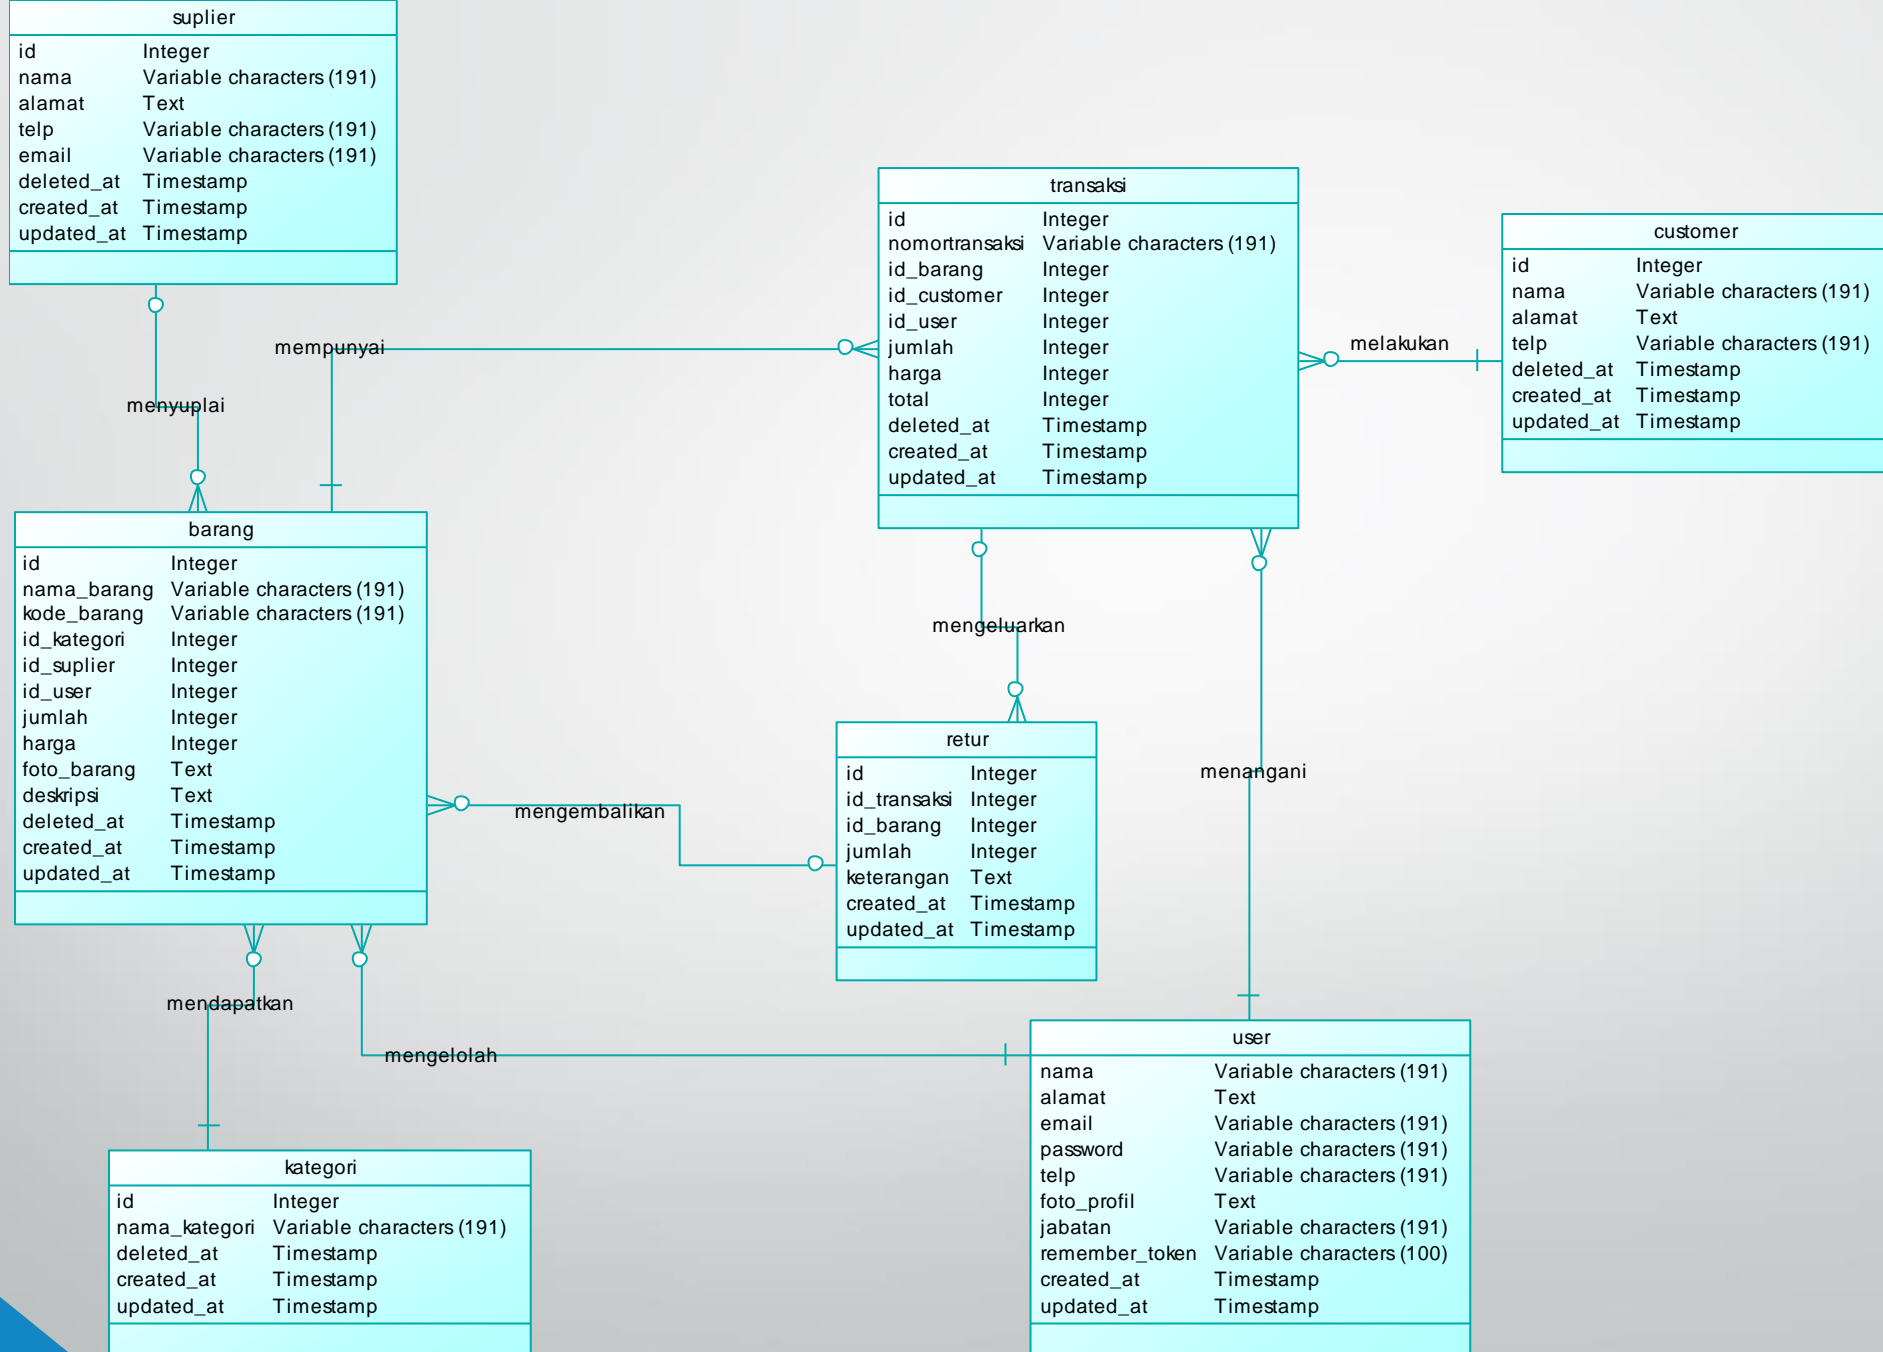 suplier
id Integer
nama Variable characters (191)
alamat Text
telp Variable characters (191)
email Variable characters (191)
deleted_at Timestamp
created_at Timestamp
updated_at Timestamp
transaksi
id Integer
nomortransaksi Variable characters (191)
id_barang Integer
id_customer Integer
id_user Integer
jumlah Integer
harga Integer
total Integer
deleted_at Timestamp
created_at Timestamp
updated_at Timestamp
customer
id Integer
nama Variable characters (191)
alamat Text
telp Variable characters (191)
deleted_at Timestamp
created_at Timestamp
updated_at Timestamp
mempunyai
melakukan
menyuplai
barang
id Integer
nama_barang Variable characters (191)
kode_barang Variable characters (191)
id_kategori Integer
id_suplier Integer
id_user Integer
jumlah Integer
harga Integer
foto_barang Text
deskripsi Text
deleted_at Timestamp
created_at Timestamp
updated_at Timestamp
mengeluarkan
retur
id Integer
id_transaksi Integer
id_barang Integer
jumlah Integer
keterangan Text
created_at Timestamp
updated_at Timestamp
menangani
mengembalikan
mendapatkan
mengelolah
user
nama Variable characters (191)
alamat Text
email Variable characters (191)
password Variable characters (191)
telp Variable characters (191)
foto_profil Text
jabatan Variable characters (191)
remember_token Variable characters (100)
created_at Timestamp
updated_at Timestamp
kategori
id Integer
nama_kategori Variable characters (191)
deleted_at Timestamp
created_at Timestamp
updated_at Timestamp